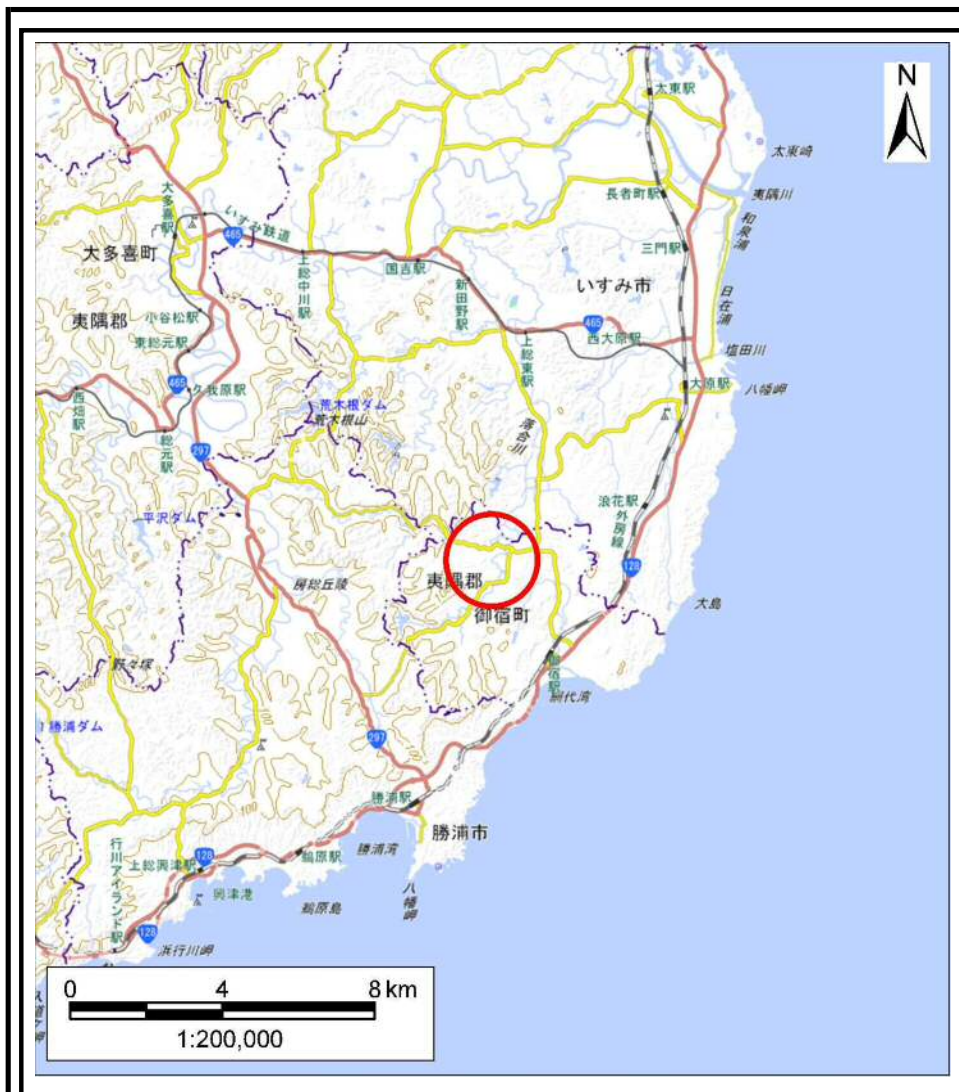 N
太東駅
太東崎
長者町駅
夷隅川
和泉浦
大多喜駅
いすみ鉄道
465
大多喜町
上総中川駅
国吉駅
三門駅
新田野駅
いすみ市
日在浦
夷隅郡
小谷松駅
東総元駅
465
上総東駅
西大原駅
塩田川
465
久我原駅
大原駅
八幡岬
西畑駅
総元駅
荒木根ダム
荒木根山
落合川
297
平沢ダム
浪花駅
外房線
128
房総丘陵
夷隅郡
御宿町
大島
御宿駅
網代湾
野々塚
勝浦ダム
297
勝浦駅
勝浦市
行川アイランド駅
上総興津駅
128
鵜原駅
勝浦湾
興津港
鵜原島
八幡岬
128
浜行川岬
100
100
100
0 4 8 km
1:200,000